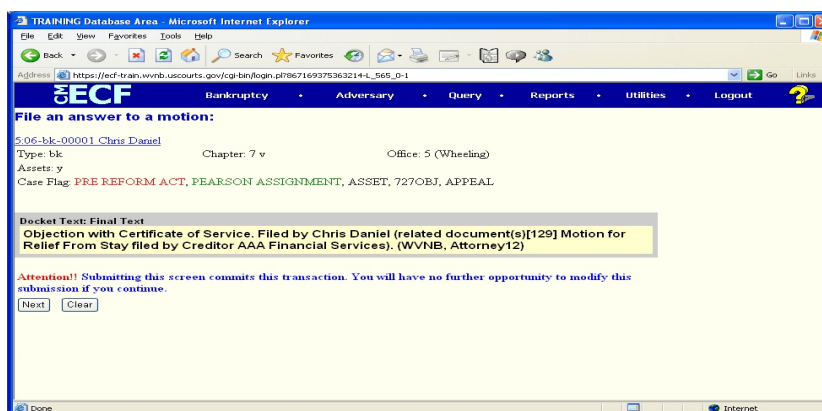 TRAINING Database Area - Microsoft Internet Explorer
File Edit View Favorites Tools Help
Back Search Favorites
Address https://ecf-train.wvnb.uscourts.gov/cgi-bin/login.pl?867169375363214-L_565_0-1 Go Links
CM ECF Bankruptcy • Adversary • Query • Reports • Utilities • Logout ?
File an answer to a motion:
5:06-bk-00001 Chris Daniel
Type: bk Chapter: 7 v Office: 5 (Wheeling)
Assets: y
Case Flag: PRE REFORM ACT, PEARSON ASSIGNMENT, ASSET, 727OBJ, APPEAL
Docket Text: Final Text
Objection with Certificate of Service. Filed by Chris Daniel (related document(s)[129] Motion for
Relief From Stay filed by Creditor AAA Financial Services). (WVNB, Attorney12)
Attention!! Submitting this screen commits this transaction. You will have no further opportunity to modify this
submission if you continue.
Next Clear
Done Internet